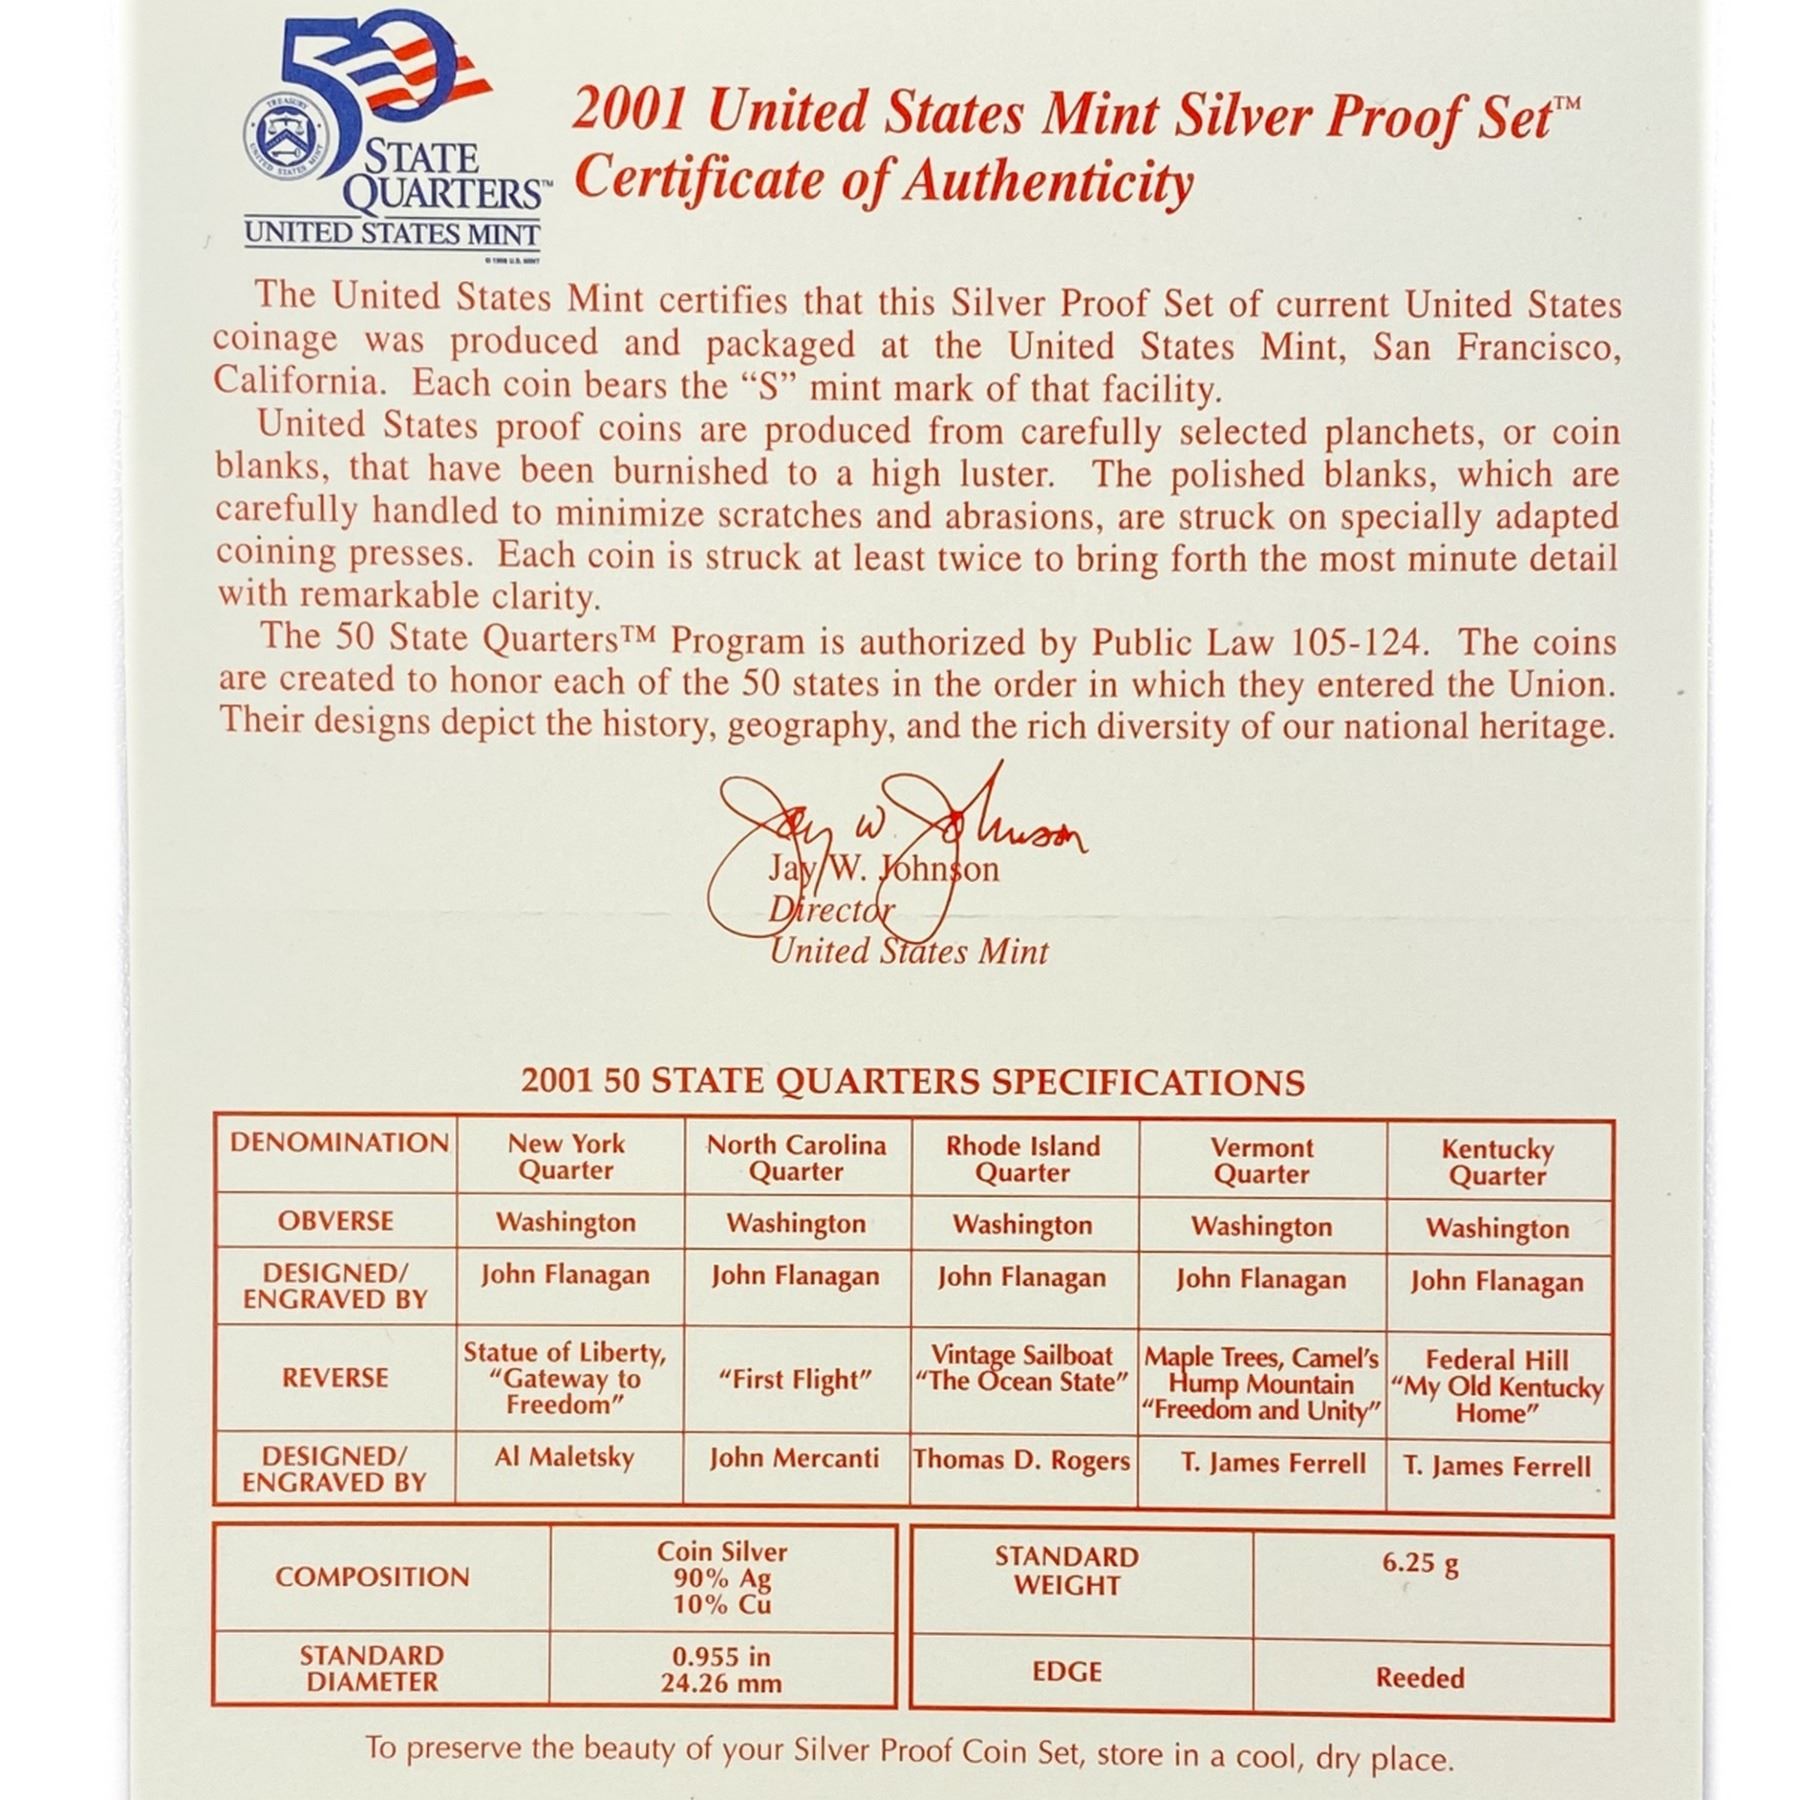 50
TREASURY
UNITED STATES MINT
STATE
QUARTERS™
UNITED STATES MINT
© 1998 U.S. MINT
2001 United States Mint Silver Proof Set™
Certificate of Authenticity
The United States Mint certifies that this Silver Proof Set of current United States
coinage was produced and packaged at the United States Mint, San Francisco,
California. Each coin bears the “S” mint mark of that facility.
United States proof coins are produced from carefully selected planchets, or coin
blanks, that have been burnished to a high luster. The polished blanks, which are
carefully handled to minimize scratches and abrasions, are struck on specially adapted
coining presses. Each coin is struck at least twice to bring forth the most minute detail
with remarkable clarity.
The 50 State Quarters™ Program is authorized by Public Law 105-124. The coins
are created to honor each of the 50 states in the order in which they entered the Union.
Their designs depict the history, geography, and the rich diversity of our national heritage.
Jay W Johnson
Jay W. Johnson
Director
United States Mint
2001 50 STATE QUARTERS SPECIFICATIONS
DENOMINATION New York Quarter North Carolina Quarter Rhode Island Quarter Vermont Quarter Kentucky Quarter
OBVERSE Washington Washington Washington Washington Washington
DESIGNED/ ENGRAVED BY John Flanagan John Flanagan John Flanagan John Flanagan John Flanagan
REVERSE Statue of Liberty, “Gateway to Freedom” “First Flight” Vintage Sailboat “The Ocean State” Maple Trees, Camel’s Hump Mountain “Freedom and Unity” Federal Hill “My Old Kentucky Home”
DESIGNED/ ENGRAVED BY Al Maletsky John Mercanti Thomas D. Rogers T. James Ferrell T. James Ferrell
COMPOSITION Coin Silver 90% Ag 10% Cu
STANDARD WEIGHT 6.25 g
STANDARD DIAMETER 0.955 in 24.26 mm
EDGE Reeded
To preserve the beauty of your Silver Proof Coin Set, store in a cool, dry place.